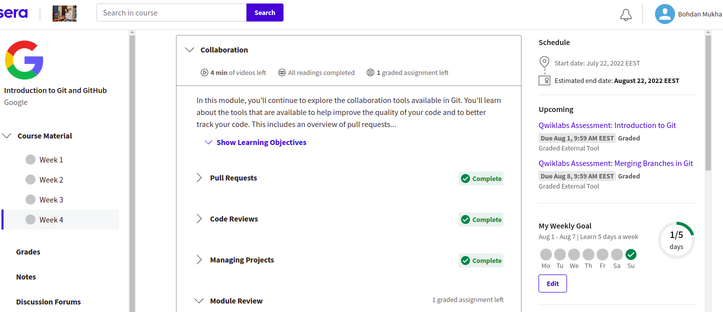 sera
Search in course
Search
Bohdan Mukha
Introduction to Git and GitHub
Google
Course Material
Week 1
Week 2
Week 3
Week 4
Grades
Notes
Discussion Forums
Collaboration
4 min of videos left
All readings completed
1 graded assignment left
In this module, you'll continue to explore the collaboration tools available in Git. You'll learn
about the tools that are available to help improve the quality of your code and to better
track your code. This includes an overview of pull requests...
Show Learning Objectives
Pull Requests
Complete
Code Reviews
Complete
Managing Projects
Complete
Module Review
1 graded assignment left
Schedule
Start date: July 22, 2022 EEST
Estimated end date: August 22, 2022 EEST
Upcoming
Qwiklabs Assessment: Introduction to Git
Due Aug 1, 9:59 AM EEST Graded
Graded External Tool
Qwiklabs Assessment: Merging Branches in Git
Due Aug 8, 9:59 AM EEST Graded
Graded External Tool
My Weekly Goal
Aug 1 - Aug 7 | Learn 5 days a week
Mo Tu We Th Fr Sa Su
1/5
days
Edit